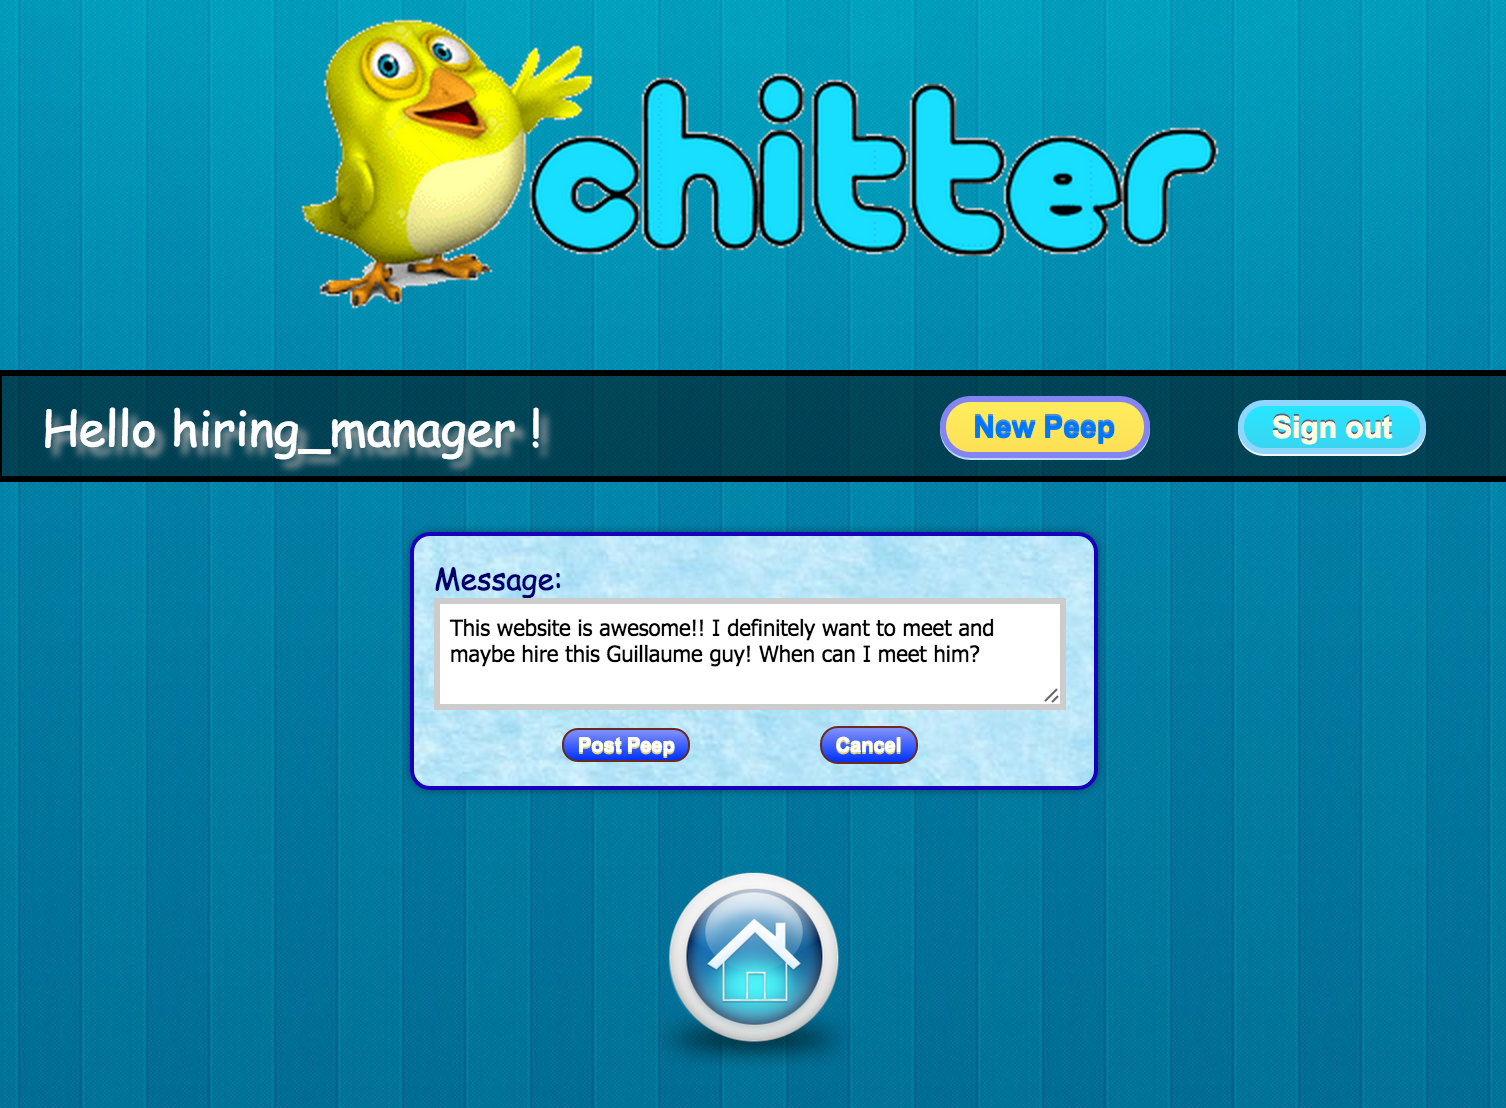 chitter
Hello hiring_manager !
New Peep
Sign out
Message:
This website is awesome!! I definitely want to meet and
maybe hire this Guillaume guy! When can I meet him?
Post Peep
Cancel